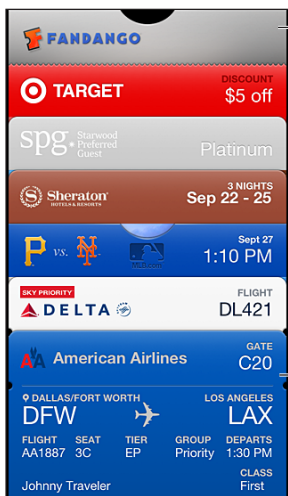 FANDANGO
TARGET
DISCOUNT
$5 off
spg. Starwood
Preferred
Guest
Platinum
Sheraton
HOTELS & RESORTS
3 NIGHTS
Sep 22 - 25
P vs. NY
Sept 27
1:10 PM
SKY PRIORITY
DELTA
FLIGHT
DL421
AA American Airlines
GATE
C20
DALLAS/FORT WORTH LOS ANGELES
DFW LAX
FLIGHT SEAT TIER GROUP DEPARTS
AA1887 3C EP Priority 1:30 PM
CLASS
Johnny Traveler First